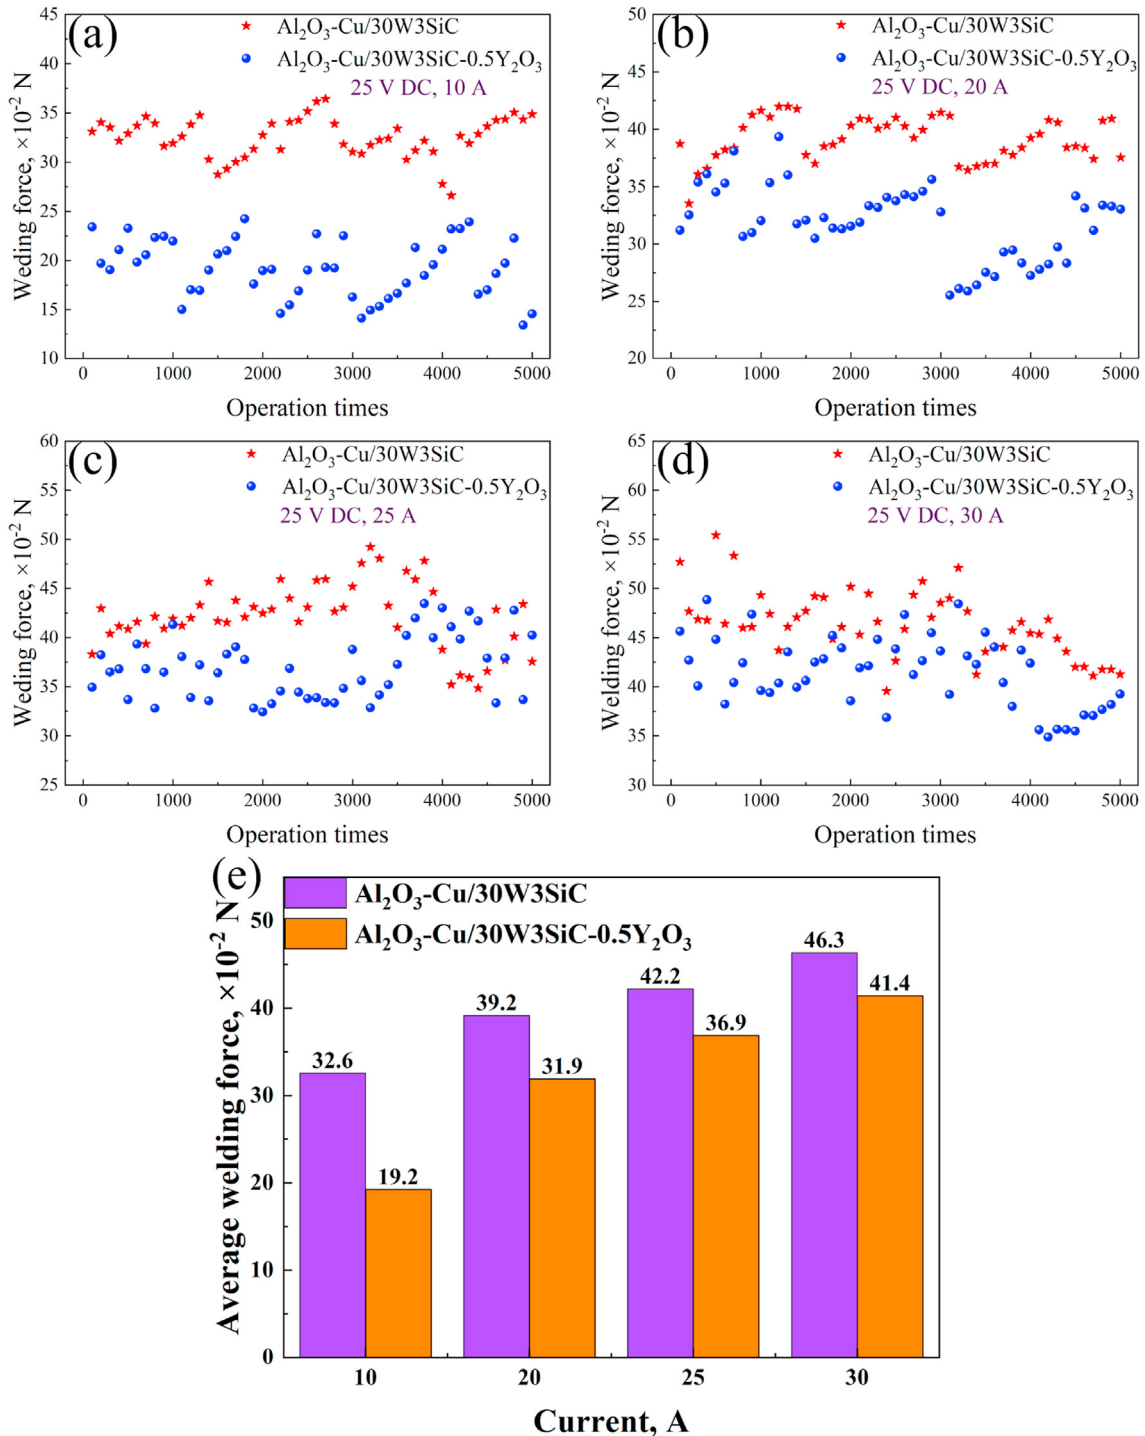 (a)
Al₂O₃-Cu/30W3SiC
Al₂O₃-Cu/30W3SiC-0.5Y₂O₃
25 V DC, 10 A
Weding force, ×10⁻² N
45
40
35
30
25
20
15
10
0 1000 2000 3000 4000 5000
Operation times
(b)
Al₂O₃-Cu/30W3SiC
Al₂O₃-Cu/30W3SiC-0.5Y₂O₃
25 V DC, 20 A
Weding force, ×10⁻² N
50
45
40
35
30
25
20
0 1000 2000 3000 4000 5000
Operation times
(c)
Al₂O₃-Cu/30W3SiC
Al₂O₃-Cu/30W3SiC-0.5Y₂O₃
25 V DC, 25 A
Weding force, ×10⁻² N
60
55
50
45
40
35
30
25
0 1000 2000 3000 4000 5000
Operation times
(d)
Al₂O₃-Cu/30W3SiC
Al₂O₃-Cu/30W3SiC-0.5Y₂O₃
25 V DC, 30 A
Welding force, ×10⁻² N
65
60
55
50
45
40
35
30
0 1000 2000 3000 4000 5000
Operation times
(e)
Al₂O₃-Cu/30W3SiC
Al₂O₃-Cu/30W3SiC-0.5Y₂O₃
Average welding force, ×10⁻² N
50
40
30
20
10
0
32.6
19.2
39.2
31.9
42.2
36.9
46.3
41.4
10 20 25 30
Current, A